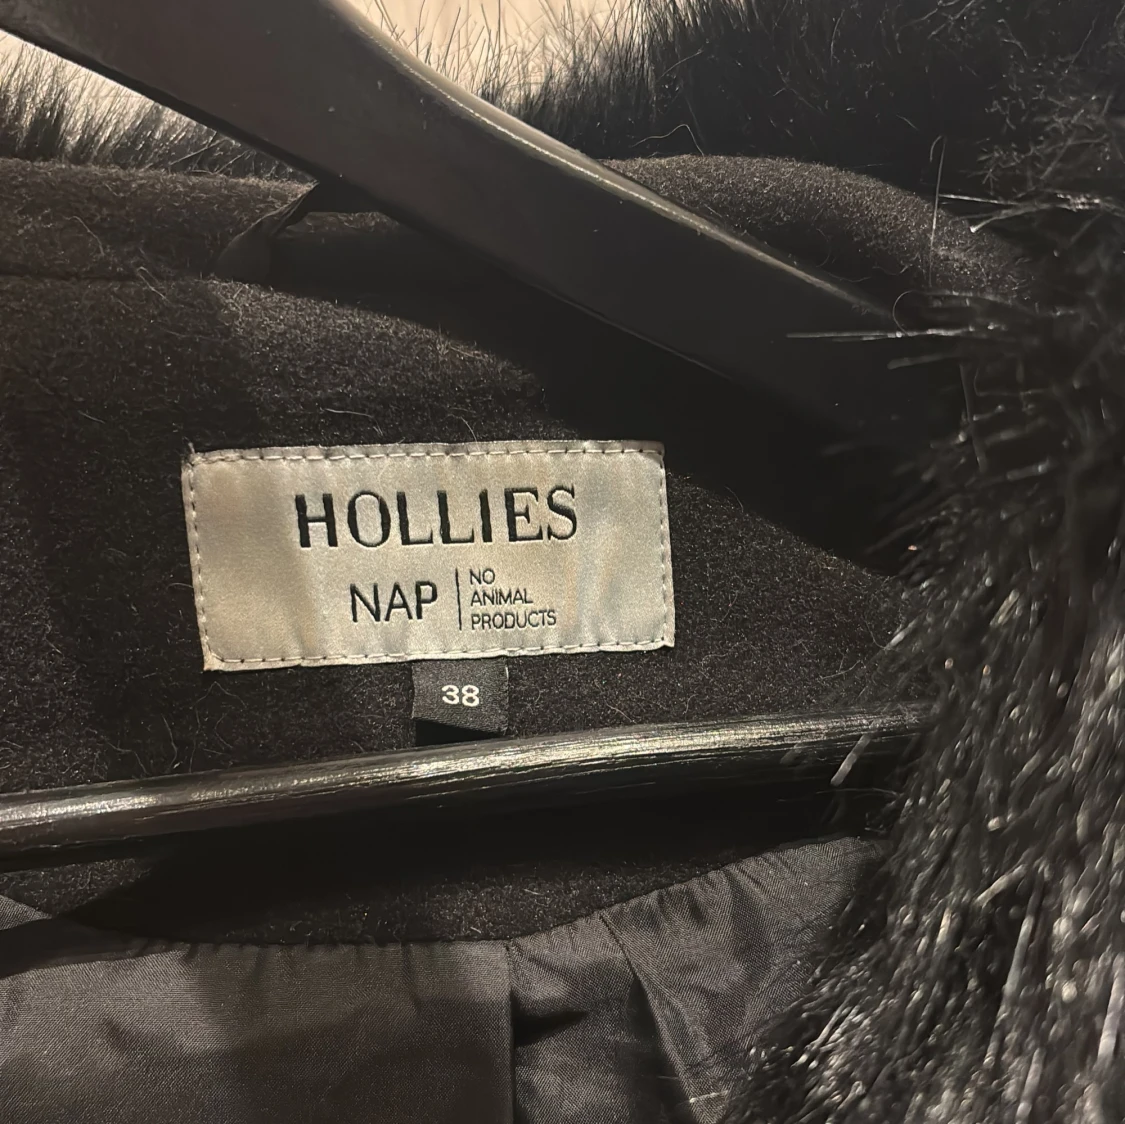 HOLLIES
NAP
NO
ANIMAL
PRODUCTS
38